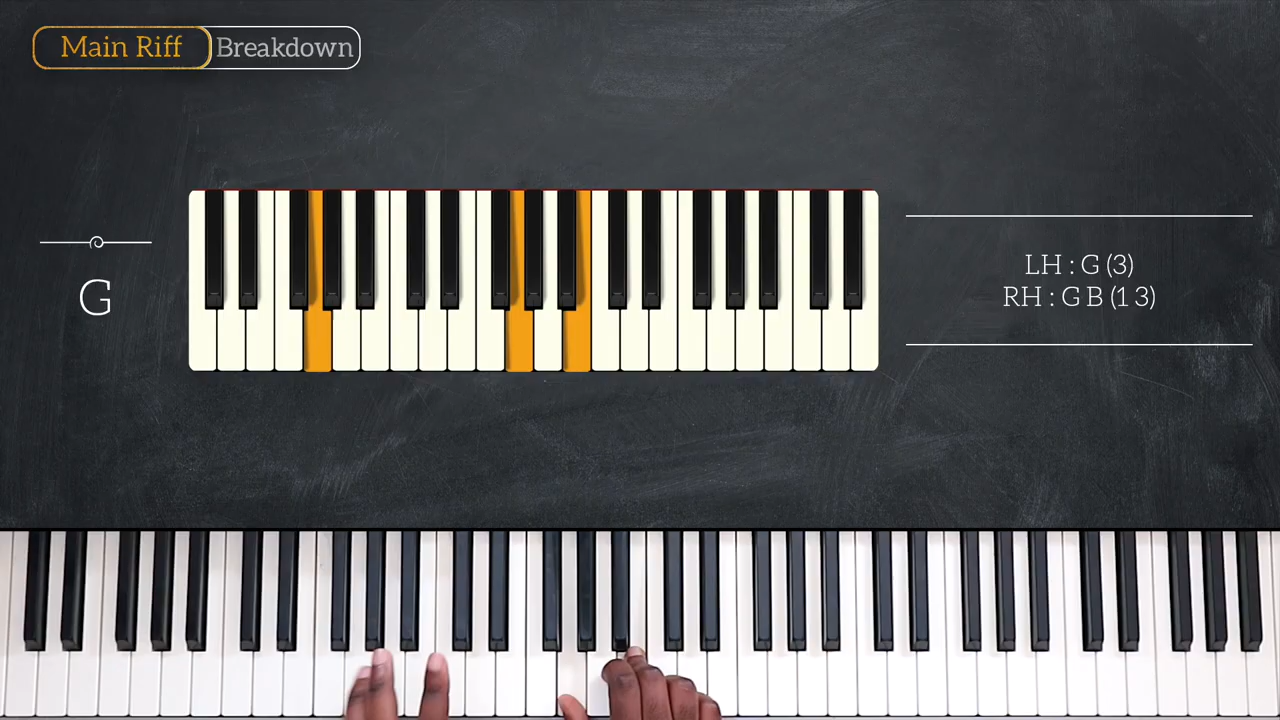 Main Riff
Breakdown
G
LH : G (3)
RH : G B (1 3)